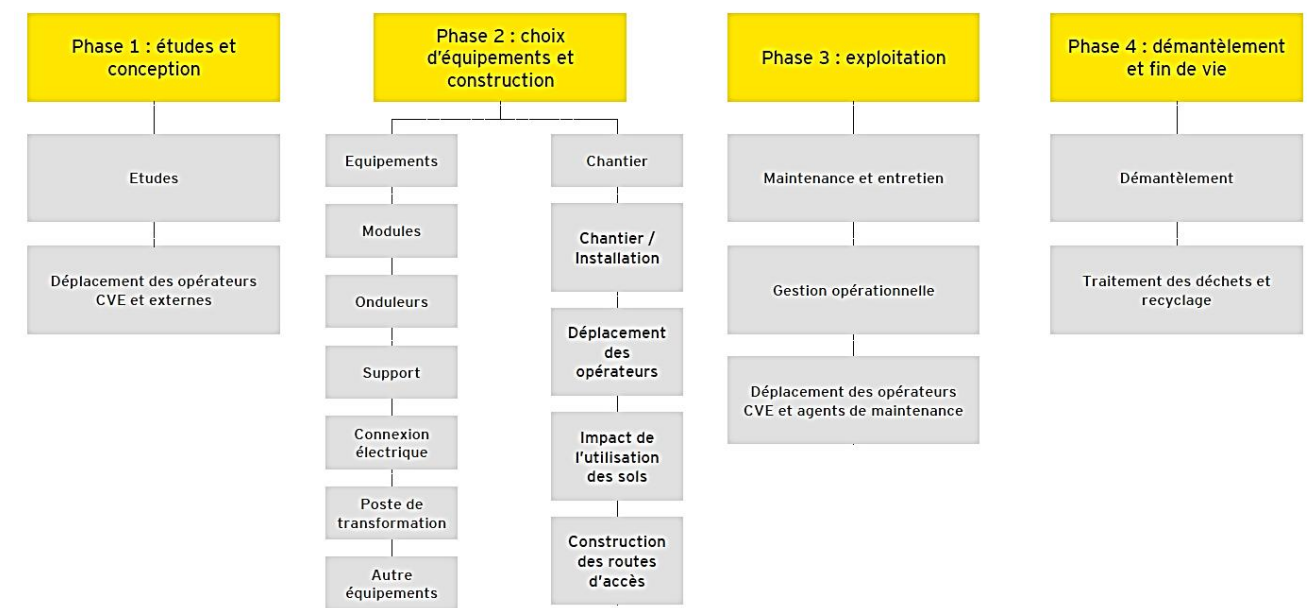 Phase 1 : études et
conception
Etudes
Déplacement des opérateurs
CVE et externes
Phase 2 : choix
d'équipements et
construction
Equipements
Modules
Onduleurs
Support
Connexion
électrique
Poste de
transformation
Autre
équipements
Chantier
Chantier /
Installation
Déplacement
des
opérateurs
Impact de
l'utilisation
des sols
Construction
des routes
d'accès
Phase 3 : exploitation
Maintenance et entretien
Gestion opérationnelle
Déplacement des opérateurs
CVE et agents de maintenance
Phase 4 : démantèlement
et fin de vie
Démantèlement
Traitement des déchets et
recyclage